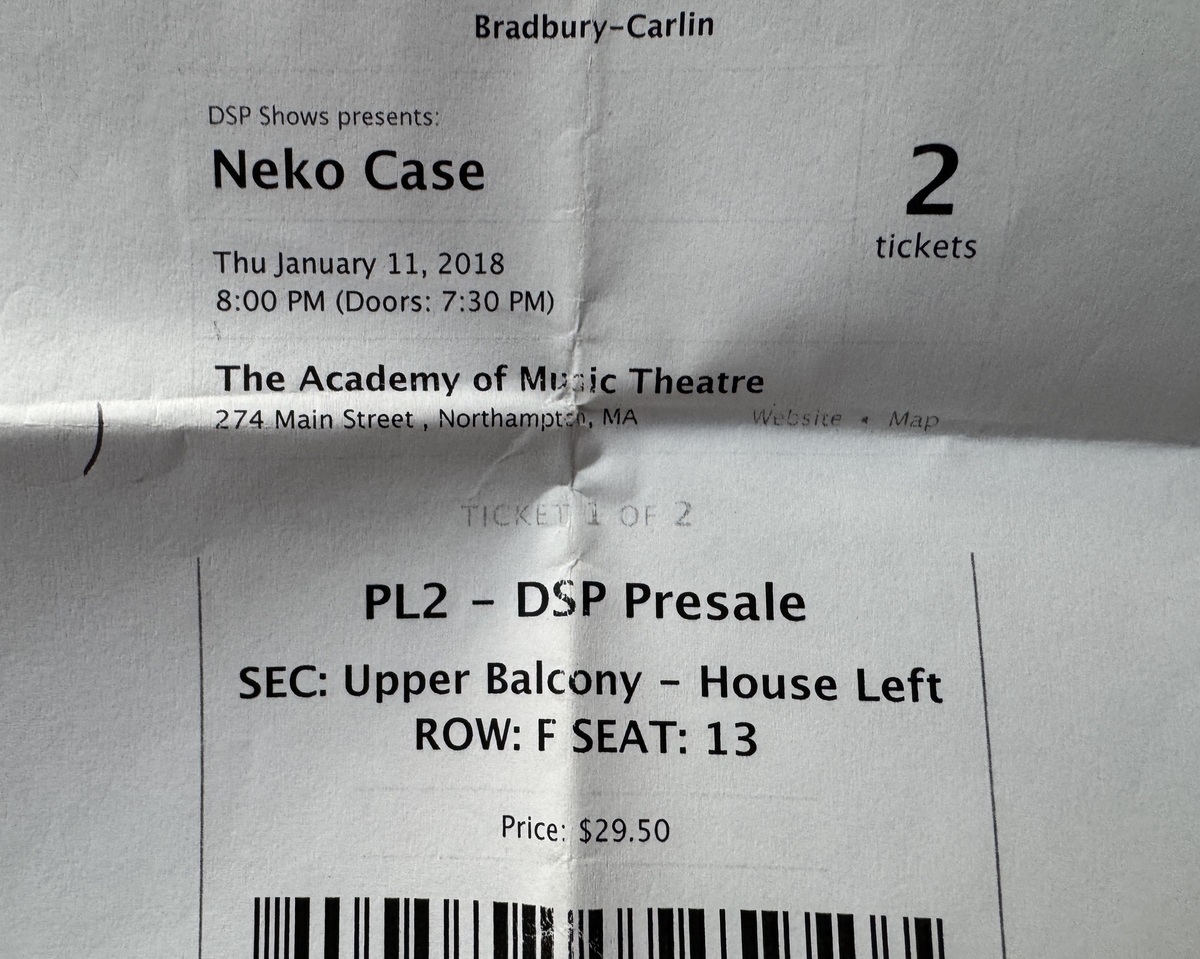 Bradbury-Carlin
DSP Shows presents:
Neko Case
2
tickets
Thu January 11, 2018
8:00 PM (Doors: 7:30 PM)
The Academy of Music Theatre
274 Main Street , Northampton, MA
Website • Map
TICKET 1 OF 2
PL2 – DSP Presale
SEC: Upper Balcony – House Left
ROW: F SEAT: 13
Price: $29.50